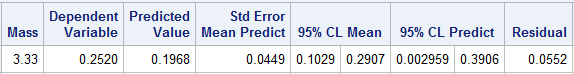 Mass Dependent Variable Predicted Value Std Error Mean Predict 95% CL Mean 95% CL Predict Residual
3.33 0.2520 0.1968 0.0449 0.1029 0.2907 0.002959 0.3906 0.0552